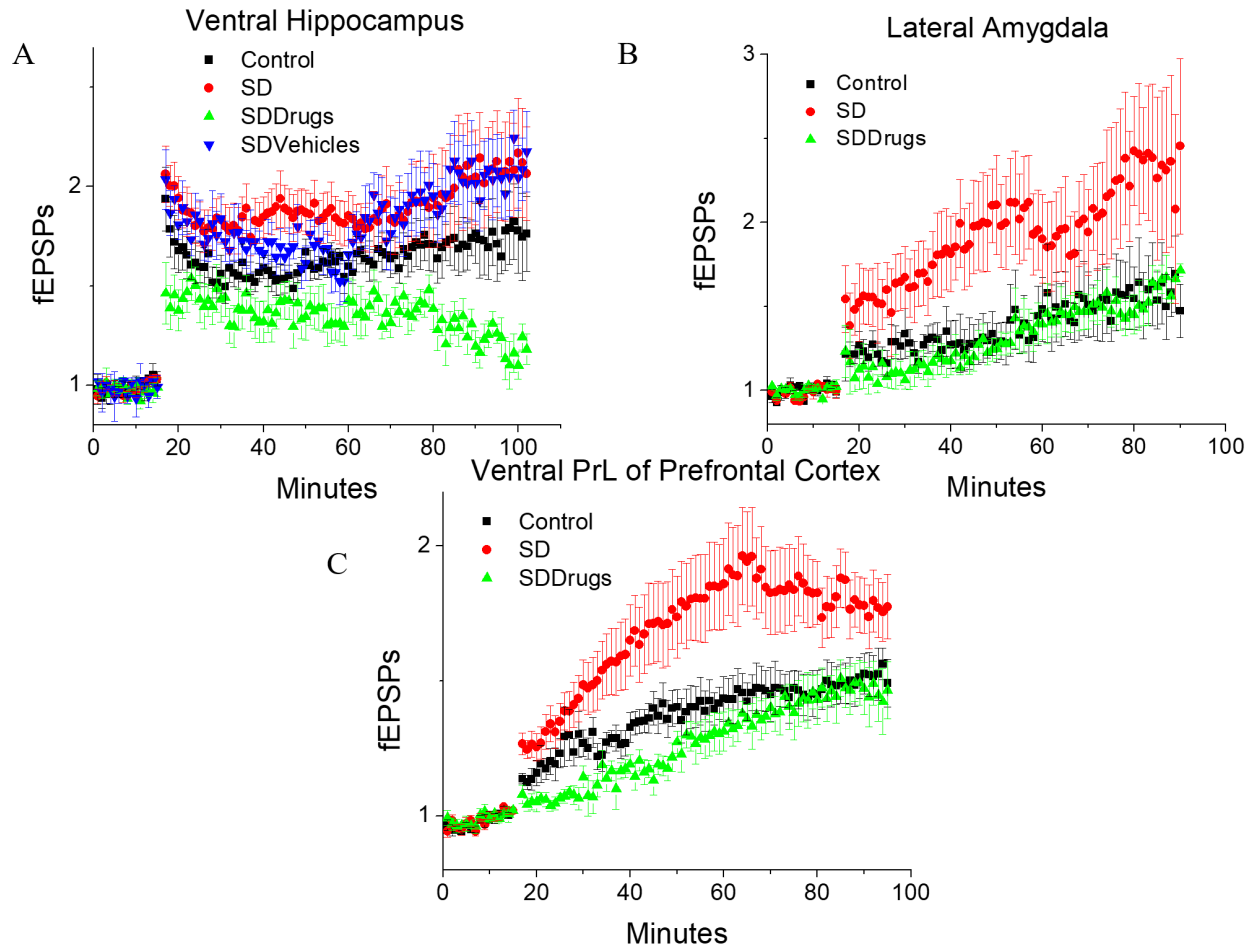 Ventral Hippocampus
A
Control
SD
SDDrugs
SDVehicles
fEPSPs
2
1
0 20 40 60 80 100
Minutes
Lateral Amygdala
B
Control
SD
SDDrugs
fEPSPs
3
2
1
0 20 40 60 80 100
Minutes
Ventral PrL of Prefrontal Cortex
C
Control
SD
SDDrugs
fEPSPs
2
1
0 20 40 60 80 100
Minutes